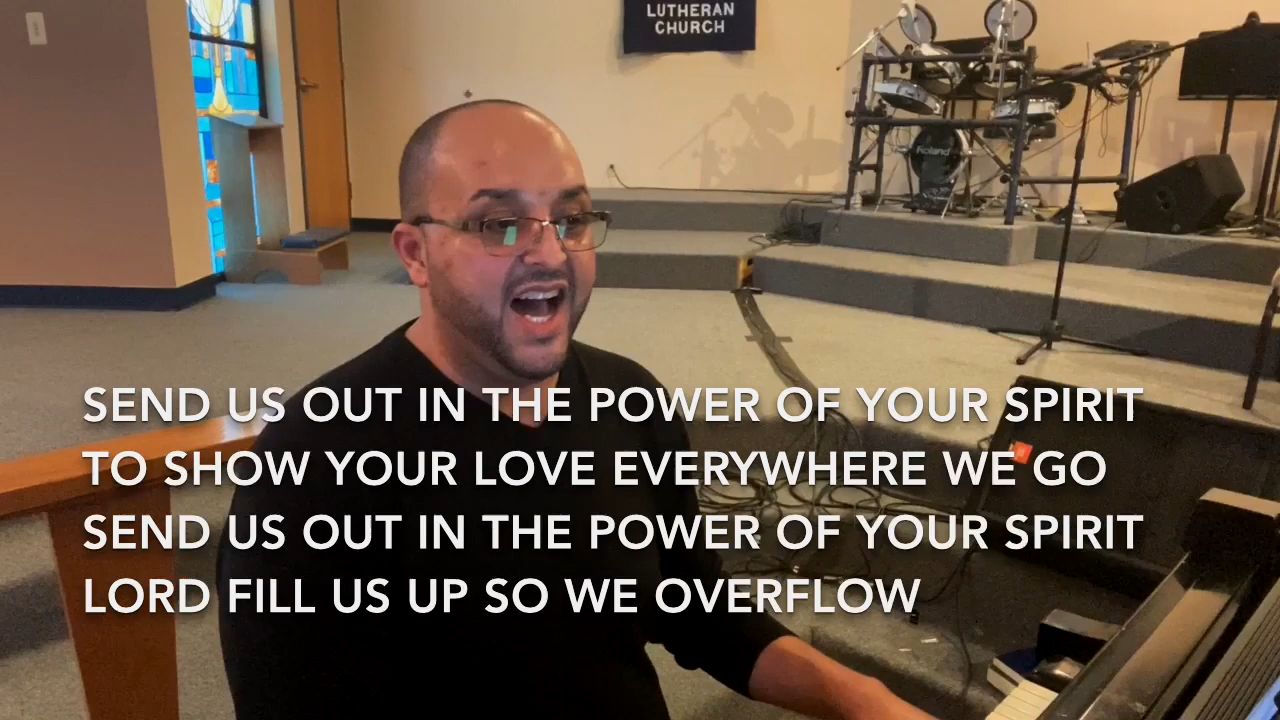 LUTHERAN
CHURCH
Roland
SEND US OUT IN THE POWER OF YOUR SPIRIT
TO SHOW YOUR LOVE EVERYWHERE WE GO
SEND US OUT IN THE POWER OF YOUR SPIRIT
LORD FILL US UP SO WE OVERFLOW